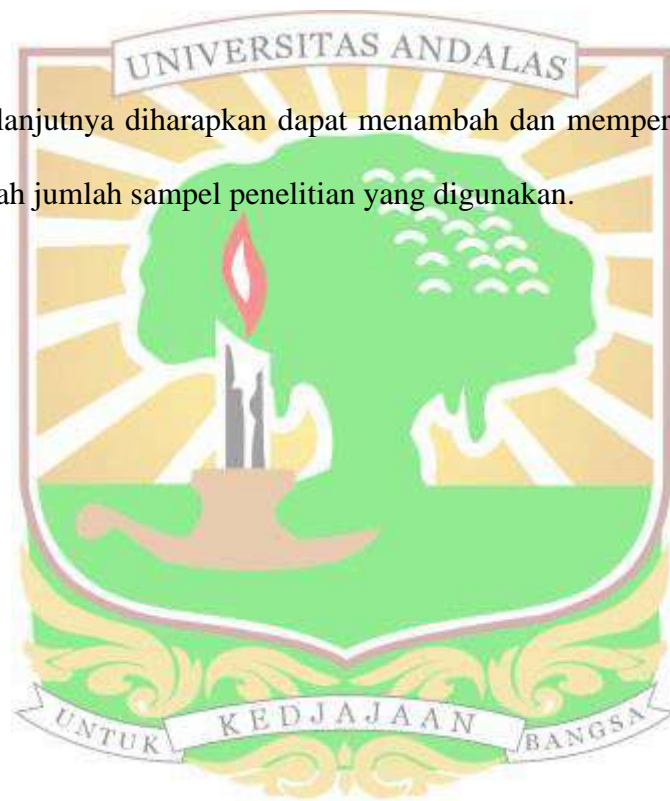 UNIVERSITAS ANDALAS
lanjutnya diharapkan dapat menambah dan memper
ah jumlah sampel penelitian yang digunakan.
UNTUK KEDJAJAAN BANGSA